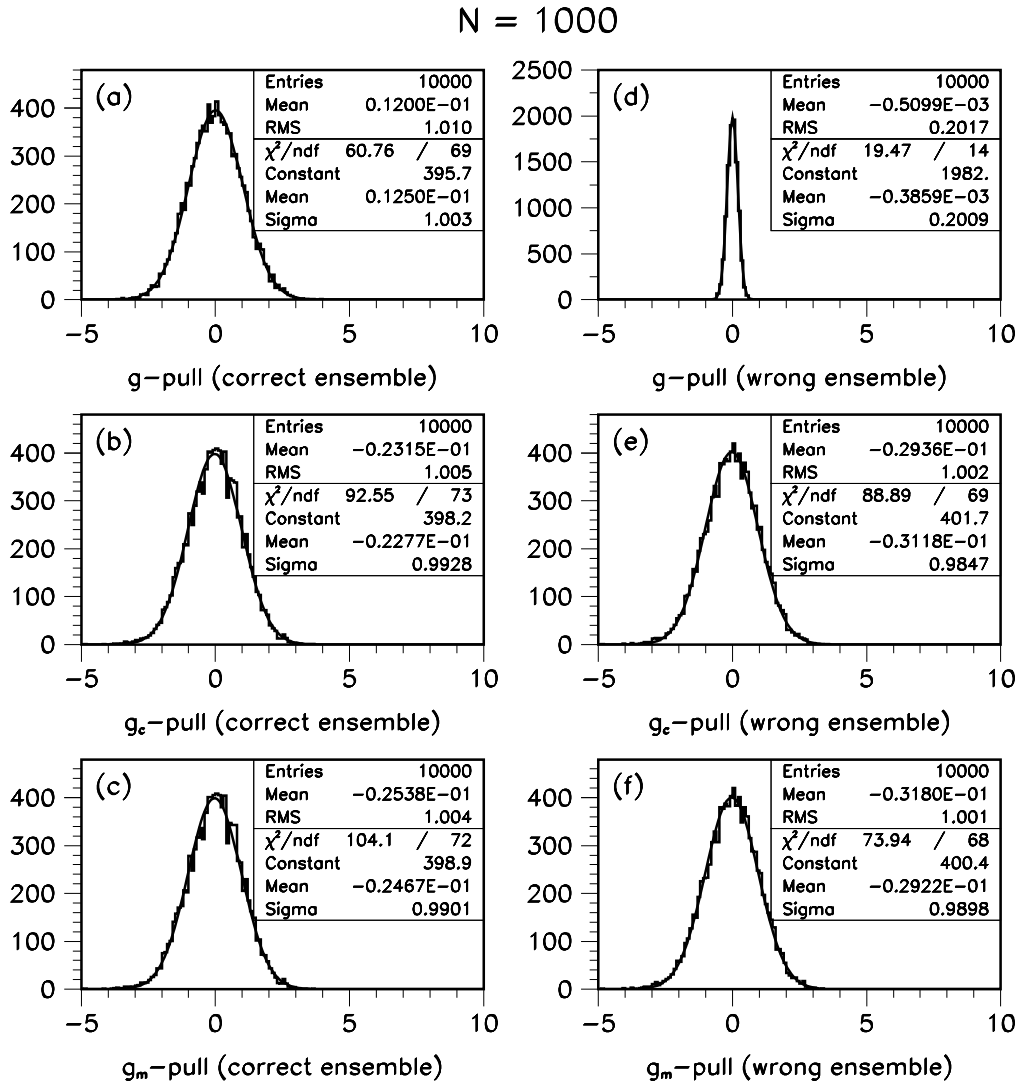 N = 1000
(a)
Entries 10000
Mean 0.1200E−01
RMS 1.010
χ²/ndf 60.76 / 69
Constant 395.7
Mean 0.1250E−01
Sigma 1.003
400
300
200
100
0
−5 0 5 10
g−pull (correct ensemble)
(d)
Entries 10000
Mean −0.5099E−03
RMS 0.2017
χ²/ndf 19.47 / 14
Constant 1982.
Mean −0.3859E−03
Sigma 0.2009
2500
2000
1500
1000
500
0
−5 0 5 10
g−pull (wrong ensemble)
(b)
Entries 10000
Mean −0.2315E−01
RMS 1.005
χ²/ndf 92.55 / 73
Constant 398.2
Mean −0.2277E−01
Sigma 0.9928
400
300
200
100
0
−5 0 5 10
g_c−pull (correct ensemble)
(e)
Entries 10000
Mean −0.2936E−01
RMS 1.002
χ²/ndf 88.89 / 69
Constant 401.7
Mean −0.3118E−01
Sigma 0.9847
400
300
200
100
0
−5 0 5 10
g_c−pull (wrong ensemble)
(c)
Entries 10000
Mean −0.2538E−01
RMS 1.004
χ²/ndf 104.1 / 72
Constant 398.9
Mean −0.2467E−01
Sigma 0.9901
400
300
200
100
0
−5 0 5 10
g_m−pull (correct ensemble)
(f)
Entries 10000
Mean −0.3180E−01
RMS 1.001
χ²/ndf 73.94 / 68
Constant 400.4
Mean −0.2922E−01
Sigma 0.9898
400
300
200
100
0
−5 0 5 10
g_m−pull (wrong ensemble)